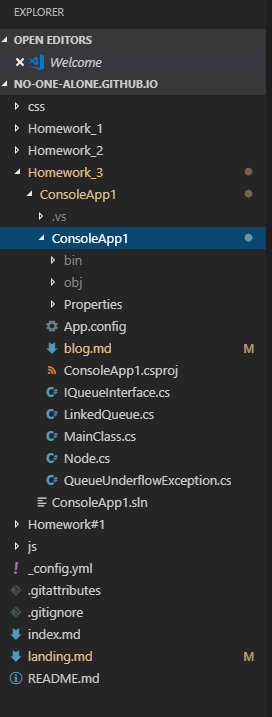 EXPLORER
OPEN EDITORS
Welcome
NO-ONE-ALONE.GITHUB.IO
css
Homework_1
Homework_2
Homework_3
ConsoleApp1
.vs
ConsoleApp1
bin
obj
Properties
App.config
blog.md M
ConsoleApp1.csproj
IQueueInterface.cs
LinkedQueue.cs
MainClass.cs
Node.cs
QueueUnderflowException.cs
ConsoleApp1.sln
Homework#1
js
_config.yml
.gitattributes
.gitignore
index.md
landing.md M
README.md